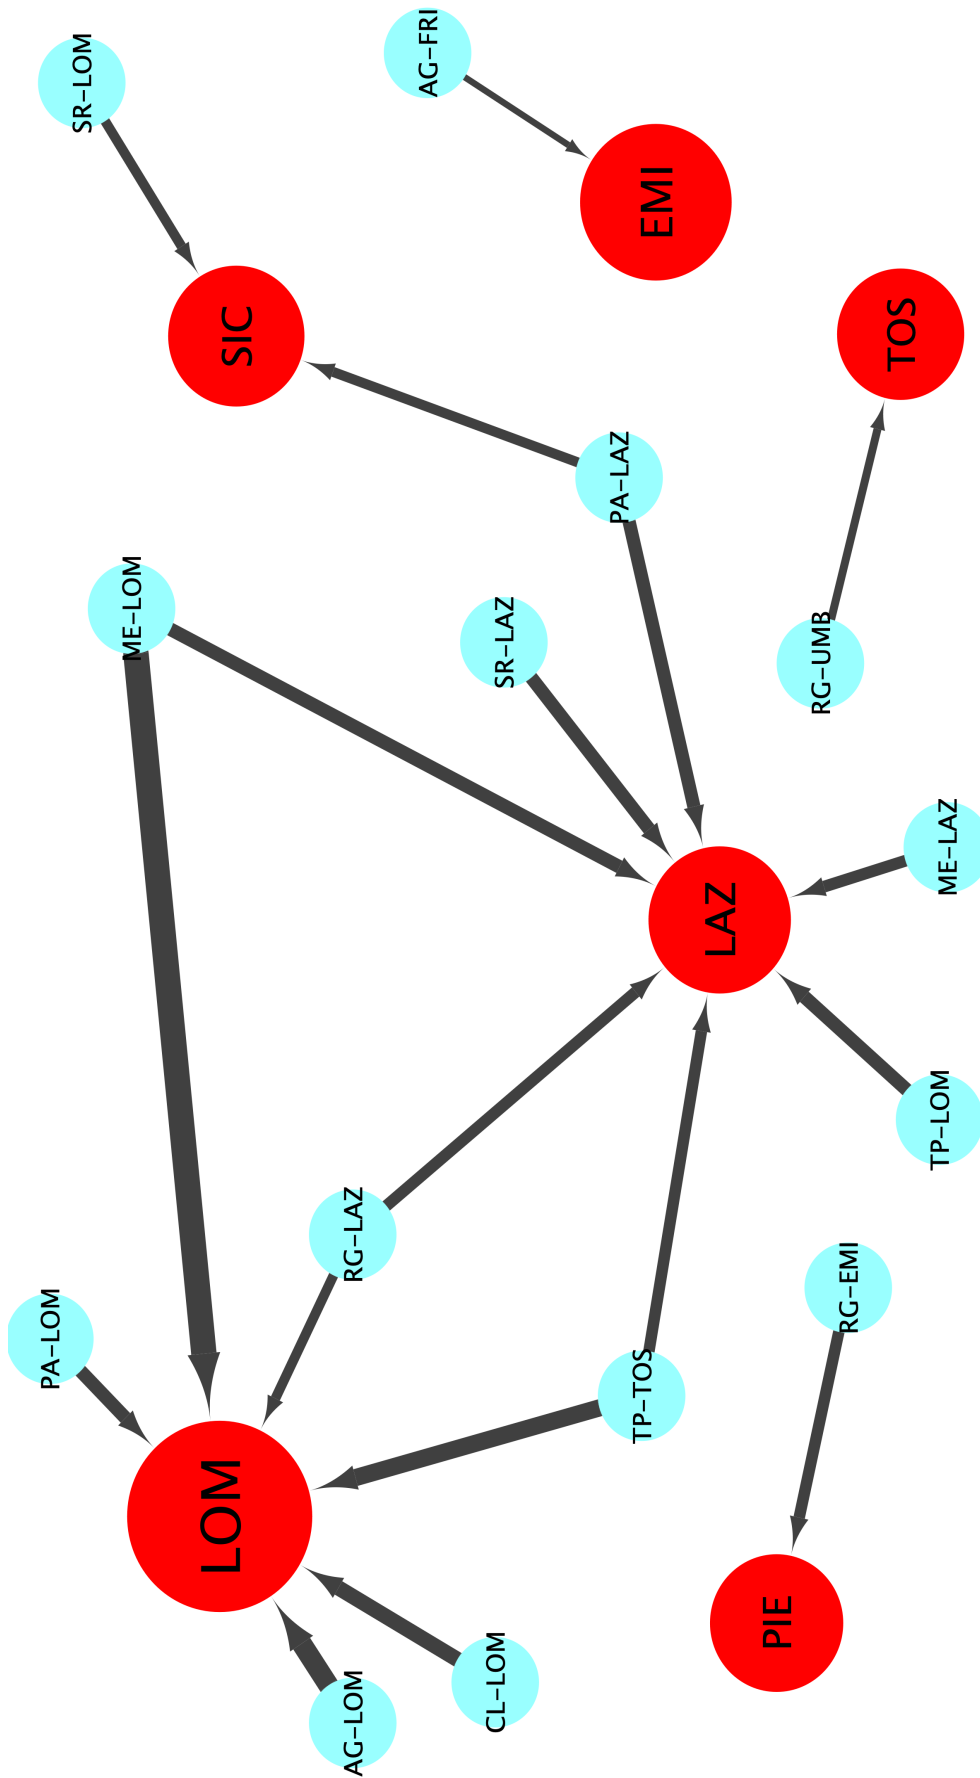 SR-LOM
AG-FRI
EMI
SIC
TOS
PA-LAZ
ME-LOM
SR-LAZ
RG-UMB
ME-LAZ
LAZ
TP-LOM
RG-LAZ
RG-EMI
PA-LOM
TP-TOS
LOM
PIE
CL-LOM
AG-LOM